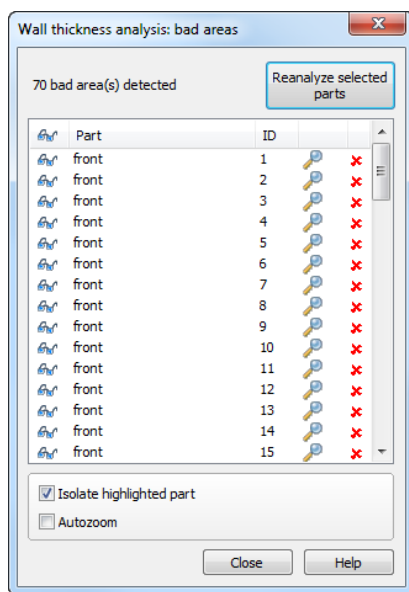 Wall thickness analysis: bad areas
70 bad area(s) detected
Reanalyze selected
parts
Part ID
front 1
front 2
front 3
front 4
front 5
front 6
front 7
front 8
front 9
front 10
front 11
front 12
front 13
front 14
front 15
Isolate highlighted part
Autozoom
Close Help